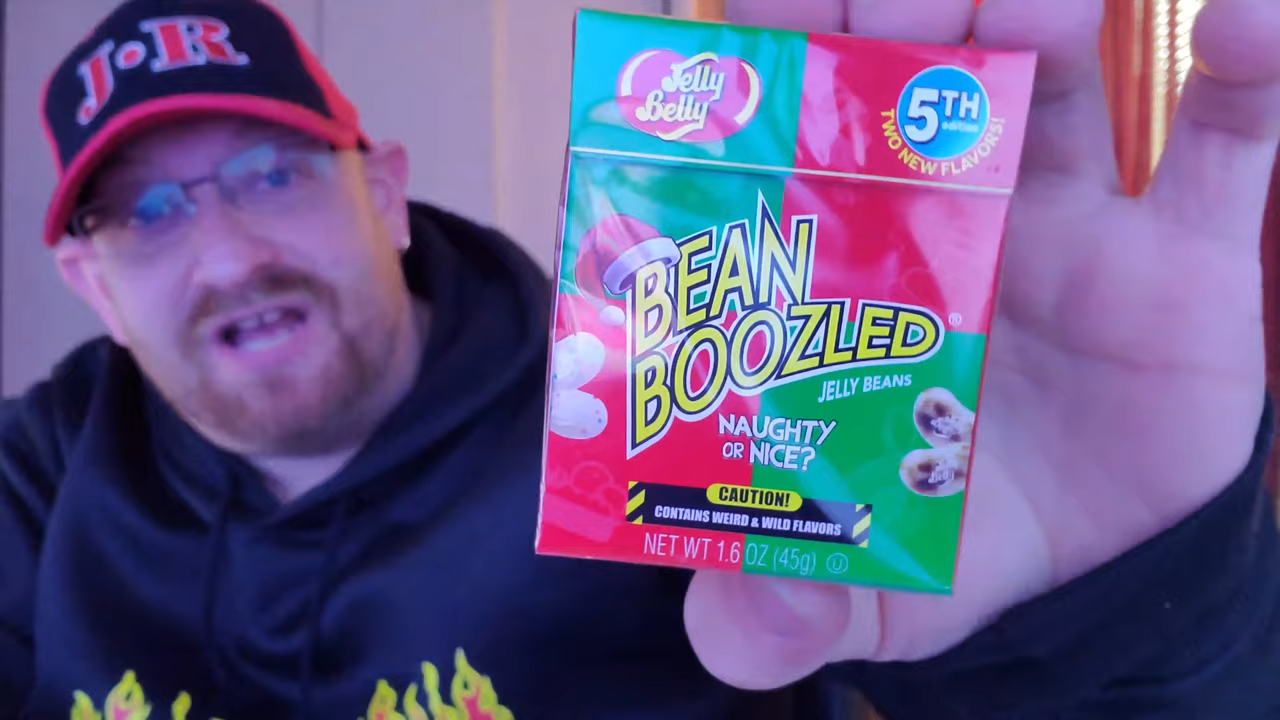 J•R
Jelly
Belly
5TH
edition
TWO NEW FLAVORS!
BEAN
BOOZLED®
JELLY BEANS
NAUGHTY
OR NICE?
CAUTION!
CONTAINS WEIRD & WILD FLAVORS
NET WT 1.6 OZ (45g) U